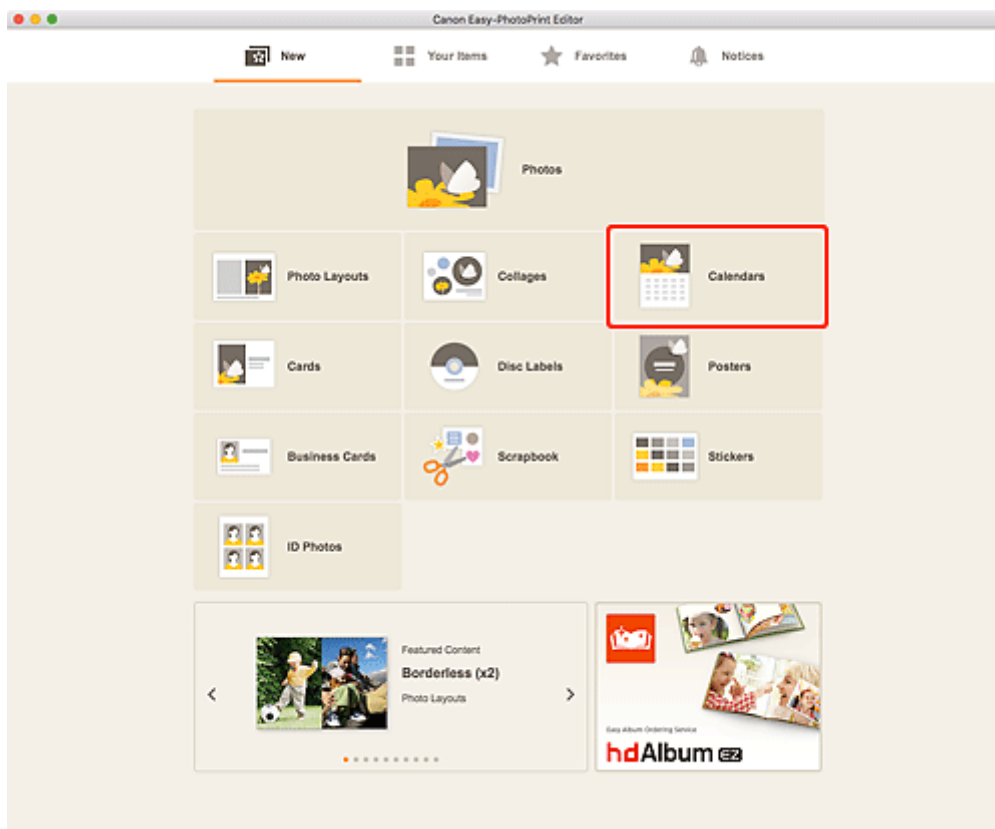 Canon Easy-PhotoPrint Editor
New
Your Items
Favorites
Notices
Photos
Photo Layouts
Collages
Calendars
Cards
Disc Labels
Posters
Business Cards
Scrapbook
Stickers
ID Photos
Featured Content
Borderless (x2)
Photo Layouts
Easy Album Ordering Service
hdAlbum EZ